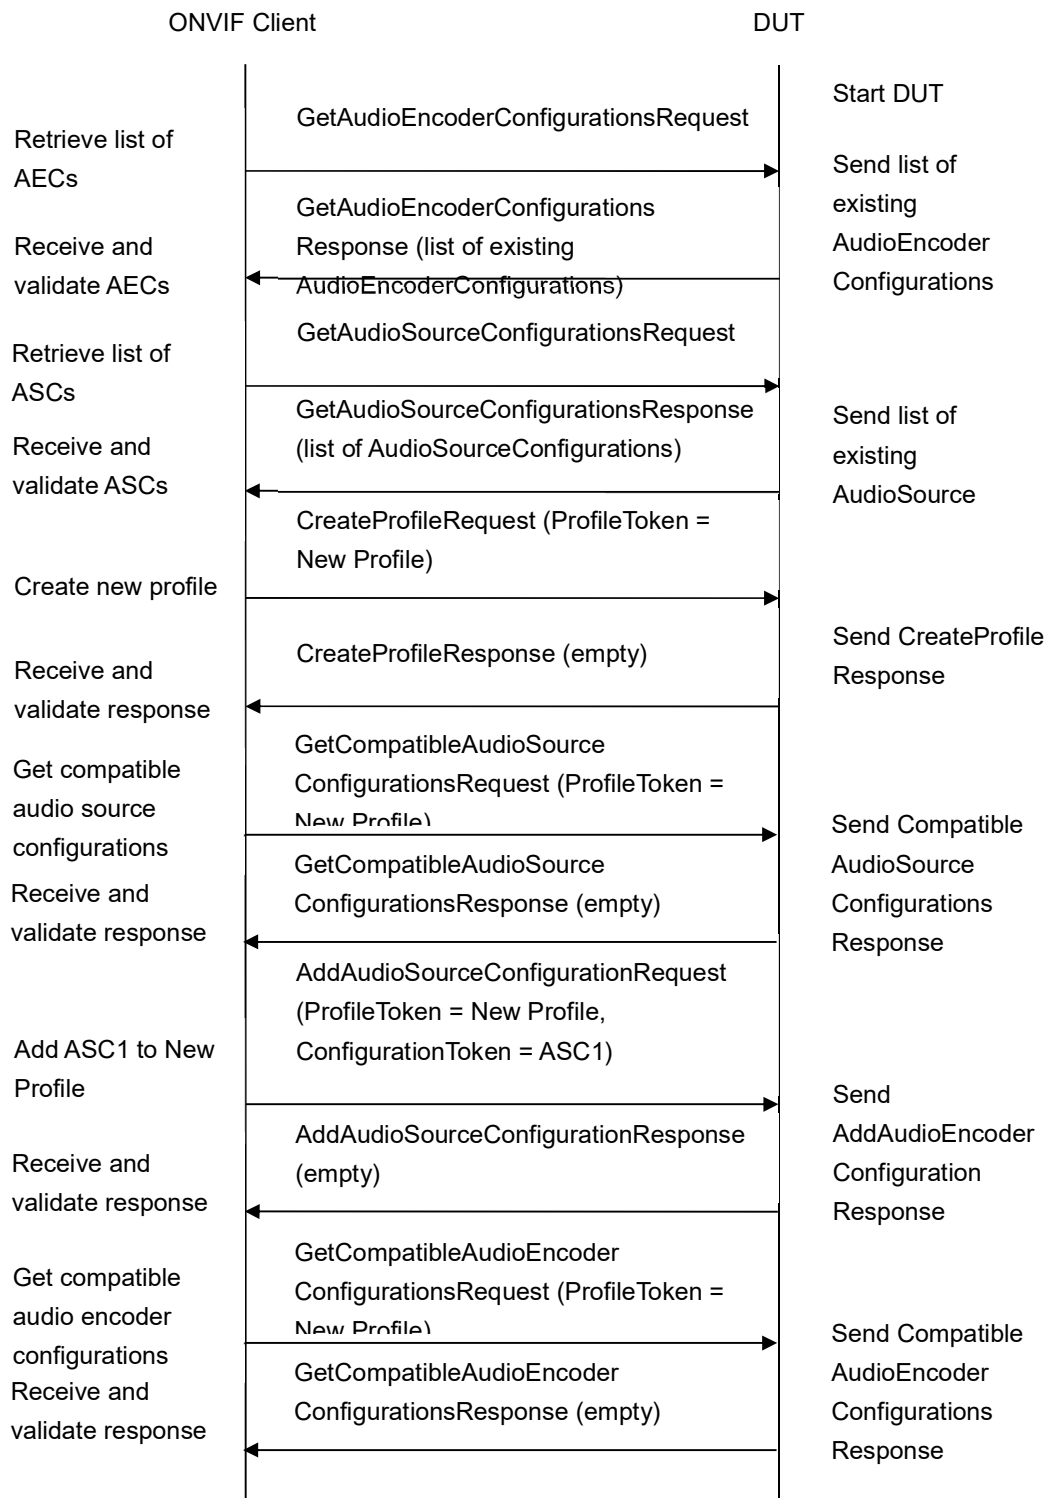 ONVIF Client
DUT
Start DUT
GetAudioEncoderConfigurationsRequest
Retrieve list of
AECs
Send list of
existing
AudioEncoder
Configurations
GetAudioEncoderConfigurations
Response (list of existing
AudioEncoderConfigurations)
Receive and
validate AECs
GetAudioSourceConfigurationsRequest
Retrieve list of
ASCs
GetAudioSourceConfigurationsResponse
(list of AudioSourceConfigurations)
Send list of
existing
AudioSource
Receive and
validate ASCs
CreateProfileRequest (ProfileToken =
New Profile)
Create new profile
CreateProfileResponse (empty)
Send CreateProfile
Response
Receive and
validate response
GetCompatibleAudioSource
ConfigurationsRequest (ProfileToken =
New Profile)
Get compatible
audio source
configurations
Send Compatible
AudioSource
Configurations
Response
GetCompatibleAudioSource
ConfigurationsResponse (empty)
Receive and
validate response
AddAudioSourceConfigurationRequest
(ProfileToken = New Profile,
ConfigurationToken = ASC1)
Add ASC1 to New
Profile
Send
AddAudioEncoder
Configuration
Response
AddAudioSourceConfigurationResponse
(empty)
Receive and
validate response
GetCompatibleAudioEncoder
ConfigurationsRequest (ProfileToken =
New Profile)
Get compatible
audio encoder
configurations
Send Compatible
AudioEncoder
Configurations
Response
GetCompatibleAudioEncoder
ConfigurationsResponse (empty)
Receive and
validate response